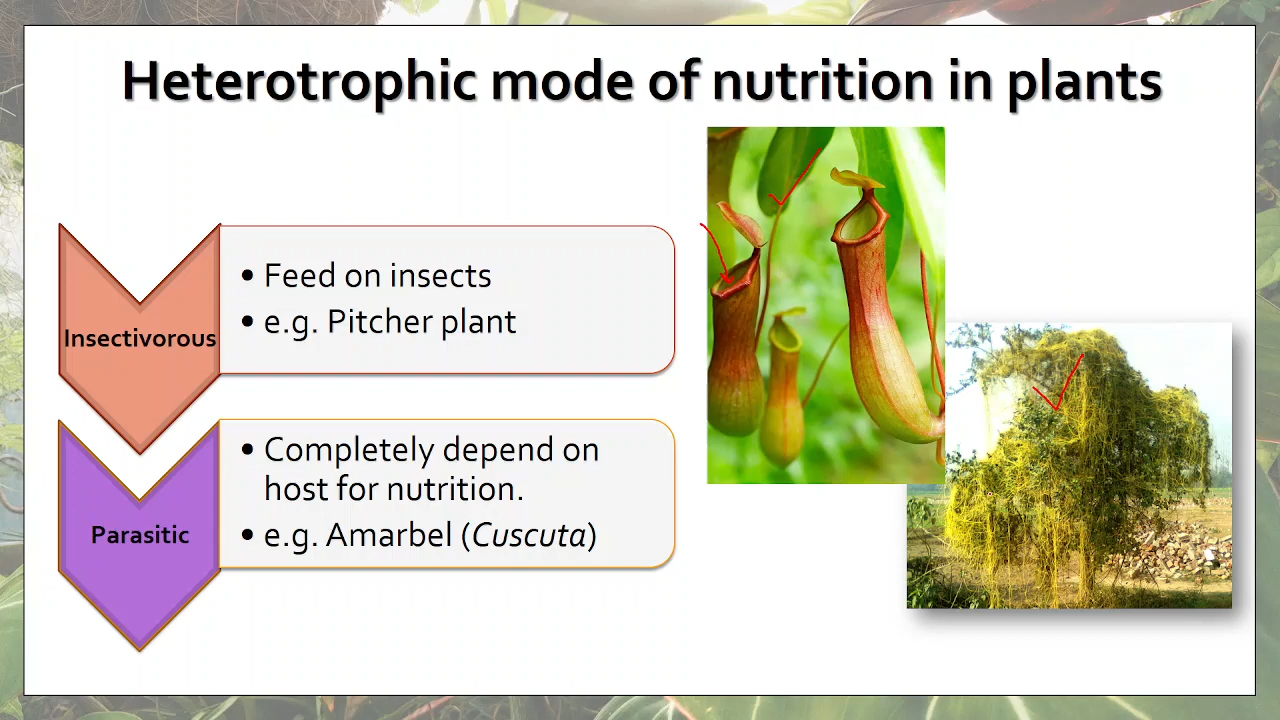 Heterotrophic mode of nutrition in plants
Insectivorous
• Feed on insects
• e.g. Pitcher plant
Parasitic
• Completely depend on
host for nutrition.
• e.g. Amarbel (Cuscuta)